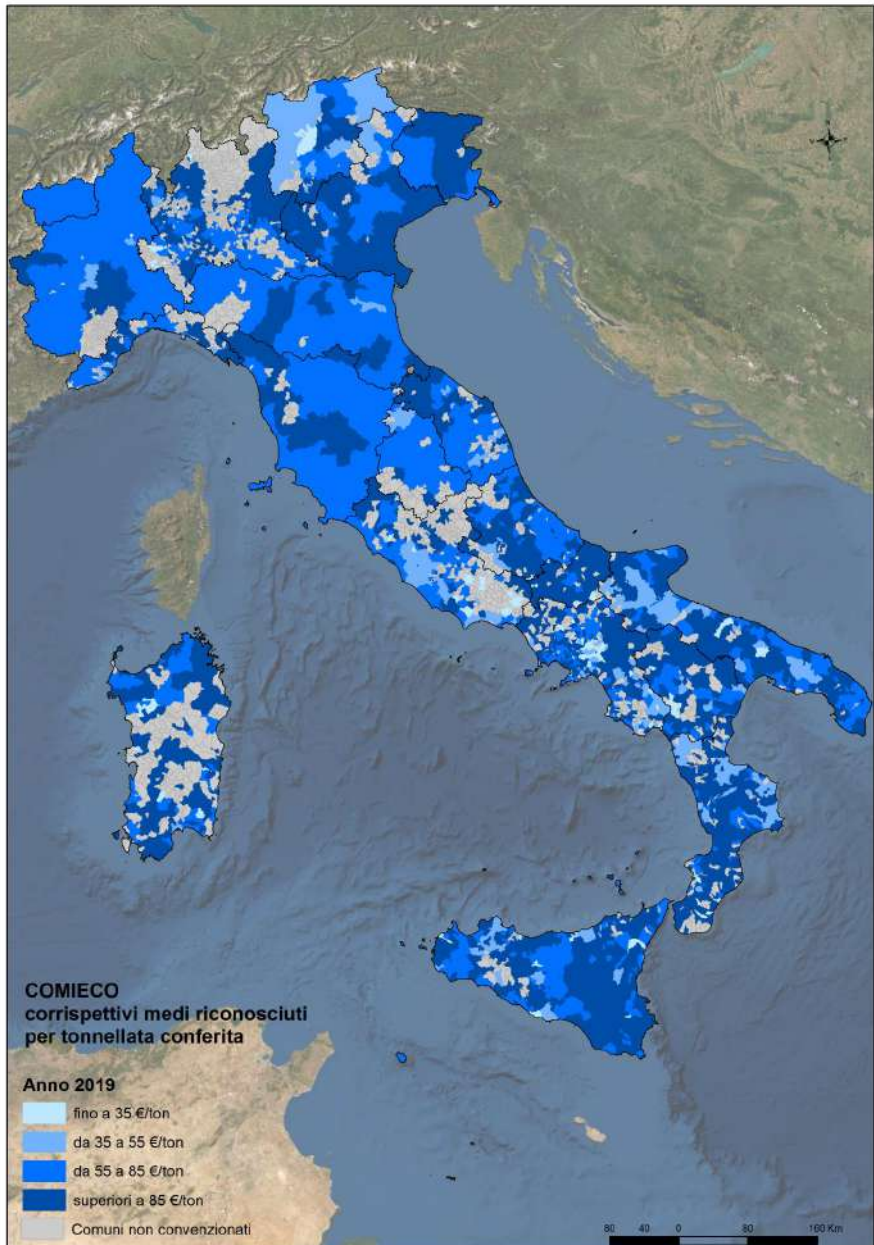 COMIECO
corrispettivi medi riconosciuti
per tonnellata conferita
Anno 2019
fino a 35 €/ton
da 35 a 55 €/ton
da 55 a 85 €/ton
superiori a 85 €/ton
Comuni non convenzionati
80 40 0 80 160 Km